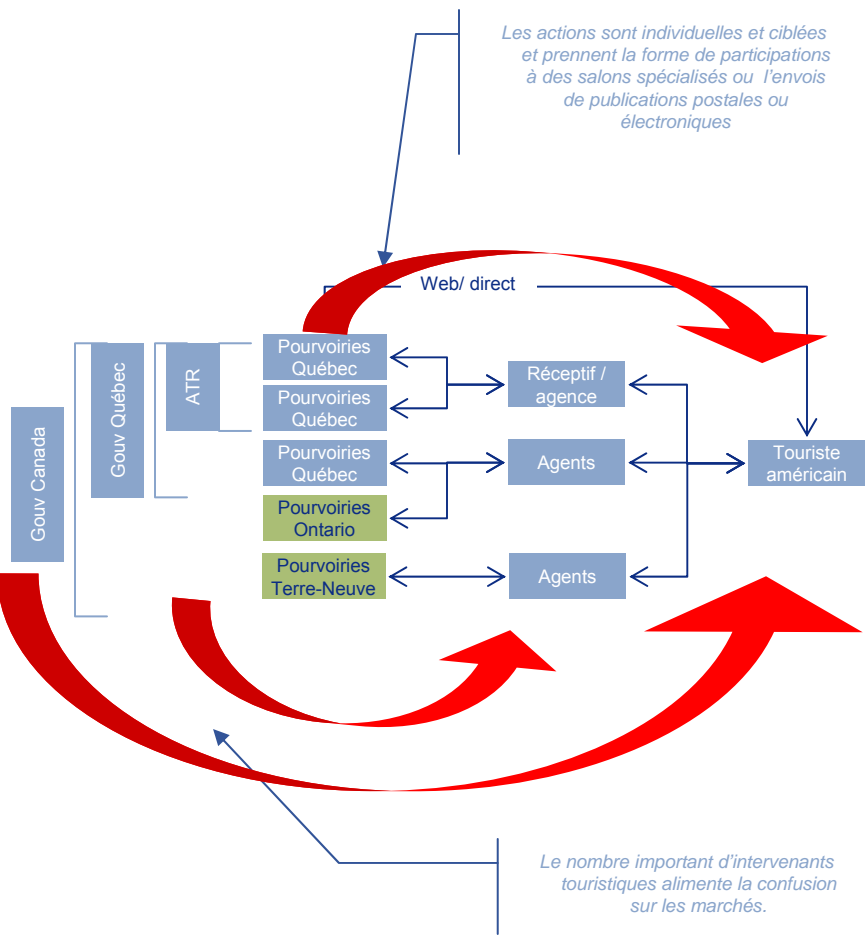 Les actions sont individuelles et ciblées
et prennent la forme de participations
à des salons spécialisés ou l'envois
de publications postales ou
électroniques
Web/ direct
Gouv Canada
Gouv Québec
ATR
Pourvoiries
Québec
Pourvoiries
Québec
Pourvoiries
Québec
Pourvoiries
Ontario
Pourvoiries
Terre-Neuve
Réceptif /
agence
Agents
Agents
Touriste
américain
Le nombre important d'intervenants
touristiques alimente la confusion
sur les marchés.